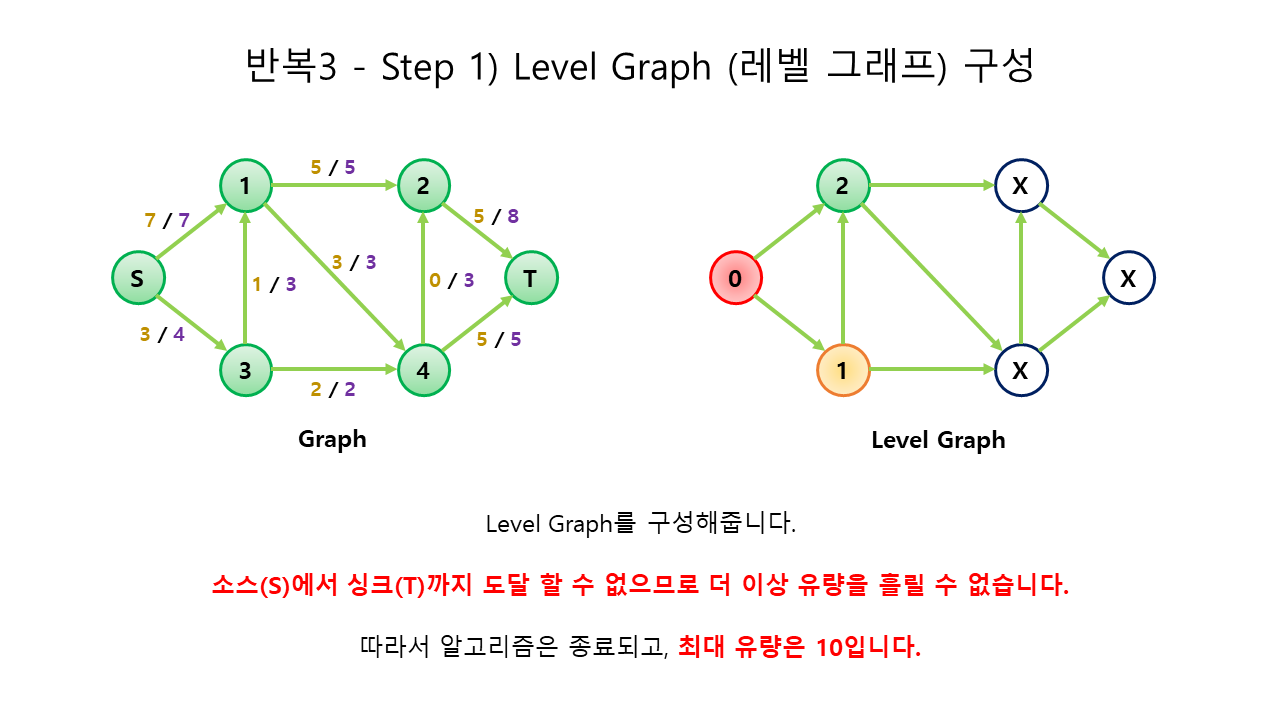 반복3 - Step 1) Level Graph (레벨 그래프) 구성
5 / 5
1
2
2
X
7 / 7
5 / 8
3 / 3
S
1 / 3
0 / 3
T
0
X
3 / 4
5 / 5
3
4
1
X
2 / 2
Graph
Level Graph
Level Graph를 구성해줍니다.
소스(S)에서 싱크(T)까지 도달 할 수 없으므로 더 이상 유량을 흘릴 수 없습니다.
따라서 알고리즘은 종료되고, 최대 유량은 10입니다.